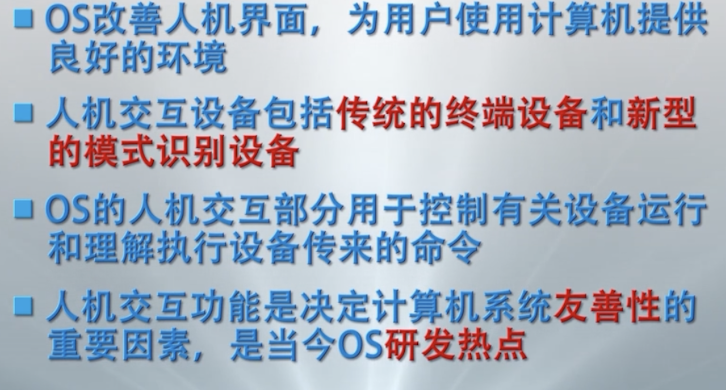 ■ OS改善人机界面，为用户使用计算机提供
良好的环境
■ 人机交互设备包括传统的终端设备和新型
的模式识别设备
■ OS的人机交互部分用于控制有关设备运行
和理解执行设备传来的命令
■ 人机交互功能是决定计算机系统友善性的
重要因素，是当今OS研发热点